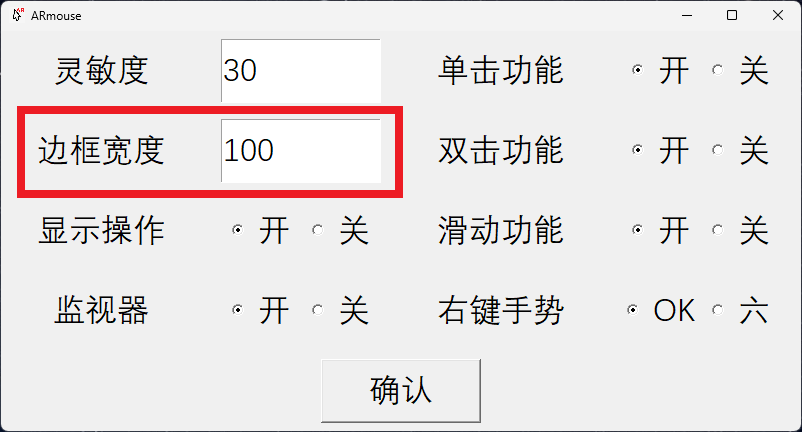 ARmouse
灵敏度 30 单击功能 开 关
边框宽度 100 双击功能 开 关
显示操作 开 关 滑动功能 开 关
监视器 开 关 右键手势 OK 六
确认